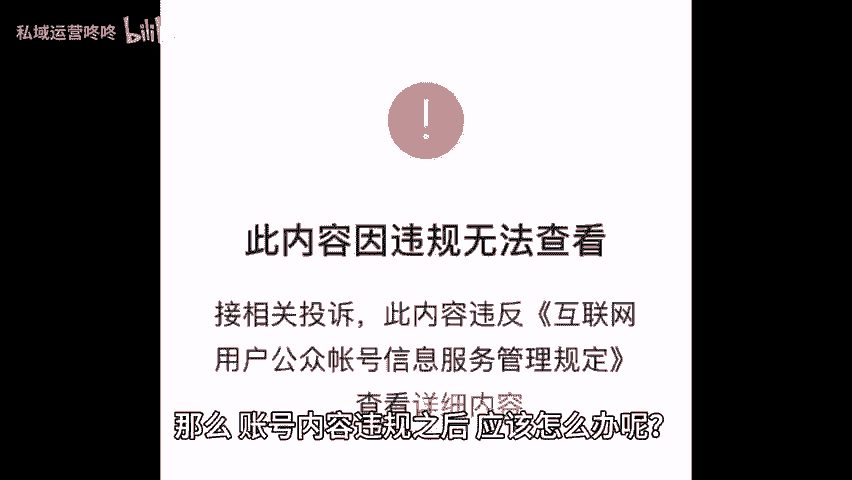 私域运营咚咚 bili
!
此内容因违规无法查看
接相关投诉，此内容违反《互联网
用户公众帐号信息服务管理规定》
查看详细内容
那么 账号内容违规之后 应该怎么办呢？